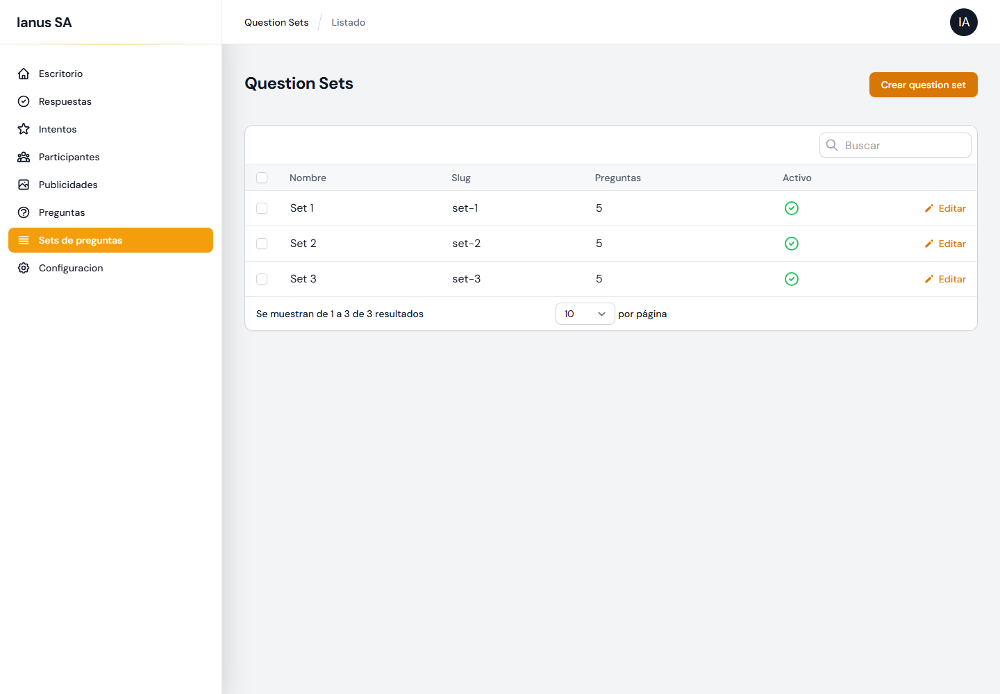 Ianus SA
Question Sets / Listado
IA
Escritorio
Respuestas
Intentos
Participantes
Publicidades
Preguntas
Sets de preguntas
Configuracion
Question Sets
Crear question set
Buscar
Nombre Slug Preguntas Activo
Set 1 set-1 5 Editar
Set 2 set-2 5 Editar
Set 3 set-3 5 Editar
Se muestran de 1 a 3 de 3 resultados 10 por página